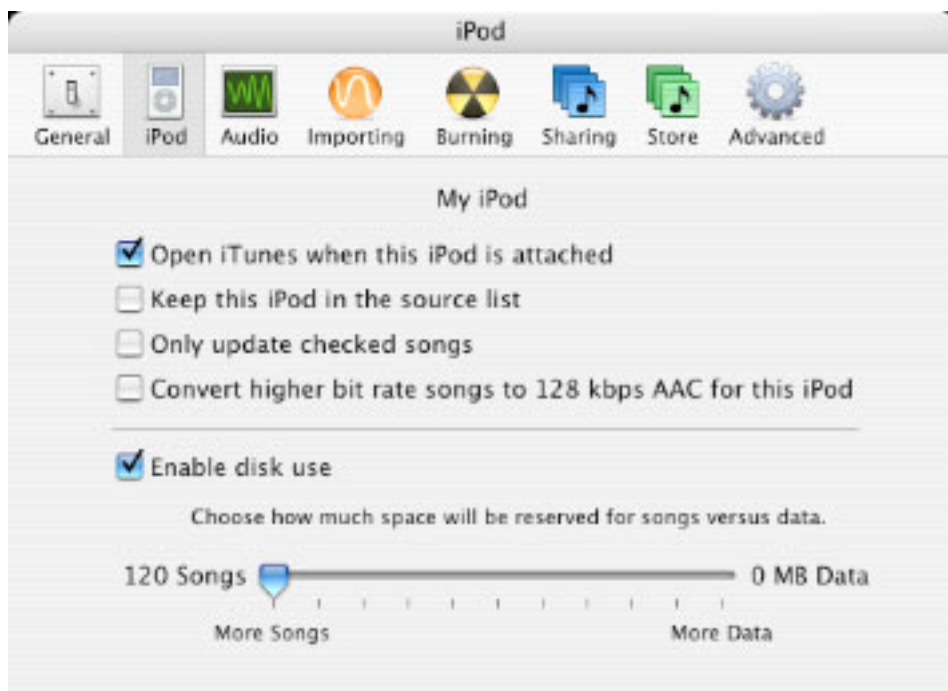 iPod
General iPod Audio Importing Burning Sharing Store Advanced
My iPod
Open iTunes when this iPod is attached
Keep this iPod in the source list
Only update checked songs
Convert higher bit rate songs to 128 kbps AAC for this iPod
Enable disk use
Choose how much space will be reserved for songs versus data.
120 Songs 0 MB Data
More Songs More Data